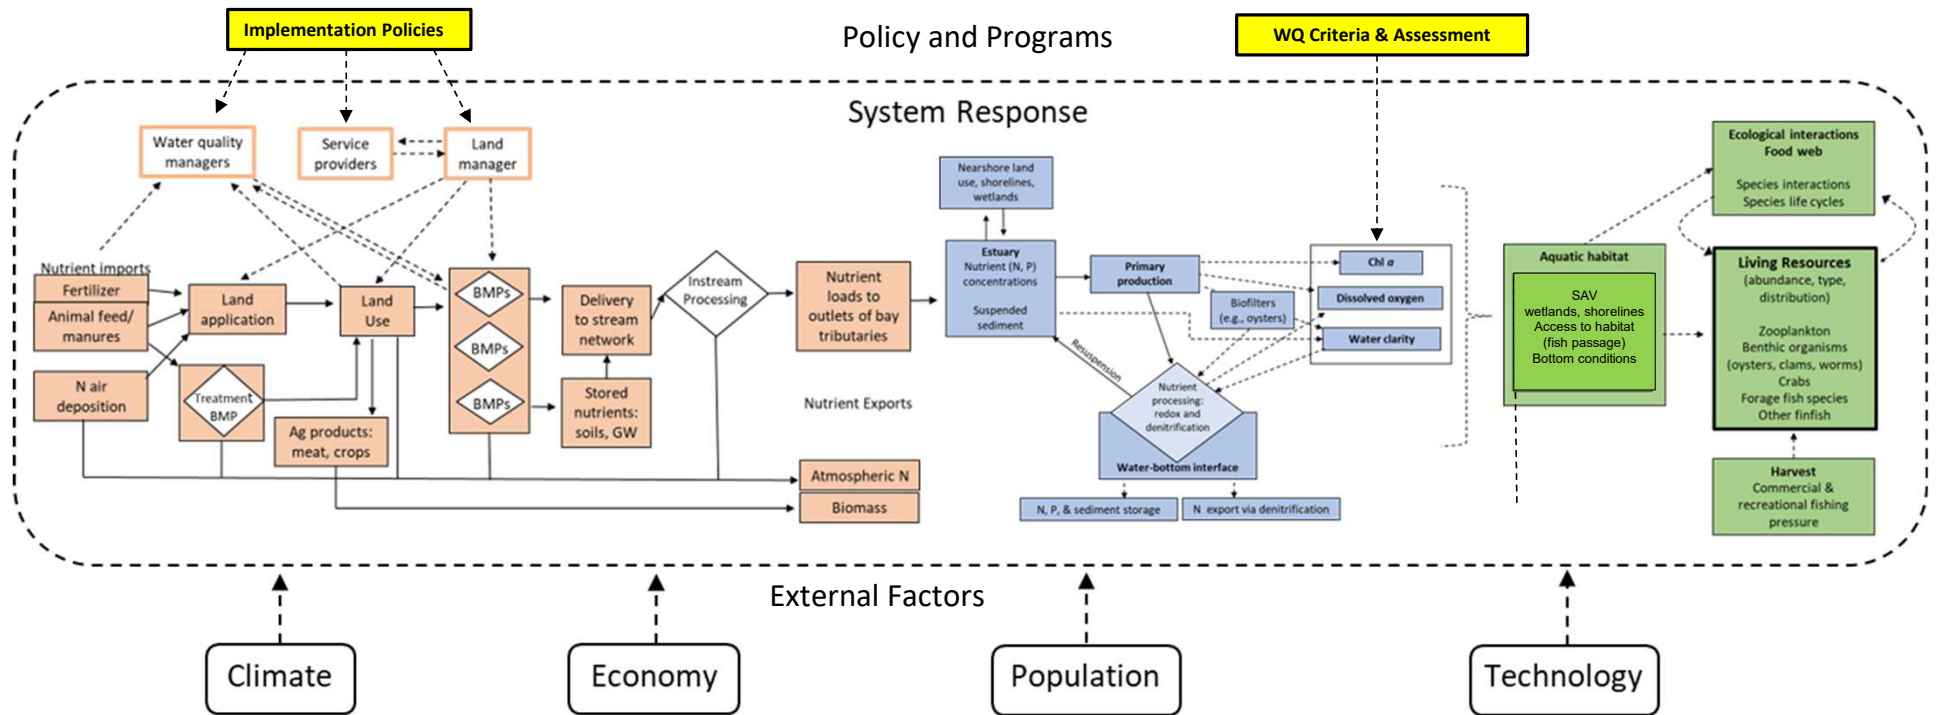 Implementation Policies
Policy and Programs
WQ Criteria & Assessment
System Response
Water quality
managers
Service
providers
Land
manager
Nutrient imports
Fertilizer
Animal feed/
manures
N air
deposition
Land
application
Treatment
BMP
Land
Use
Ag products:
meat, crops
BMPs
BMPs
BMPs
Delivery
to stream
network
Stored
nutrients:
soils, GW
Instream
Processing
Nutrient
loads to
outlets of bay
tributaries
Nutrient Exports
Atmospheric N
Biomass
Nearshore land
use, shorelines,
wetlands
Estuary
Nutrient (N, P)
concentrations
Suspended
sediment
Primary
production
Biofilters
(e.g., oysters)
Chl a
Dissolved oxygen
Water clarity
Resuspension
Nutrient
processing:
redox and
denitrification
Water-bottom interface
N, P, & sediment storage
N export via denitrification
Aquatic habitat
SAV
wetlands, shorelines
Access to habitat
(fish passage)
Bottom conditions
Ecological interactions
Food web
Species interactions
Species life cycles
Living Resources
(abundance, type,
distribution)
Zooplankton
Benthic organisms
(oysters, clams, worms)
Crabs
Forage fish species
Other finfish
Harvest
Commercial &
recreational fishing
pressure
External Factors
Climate
Economy
Population
Technology